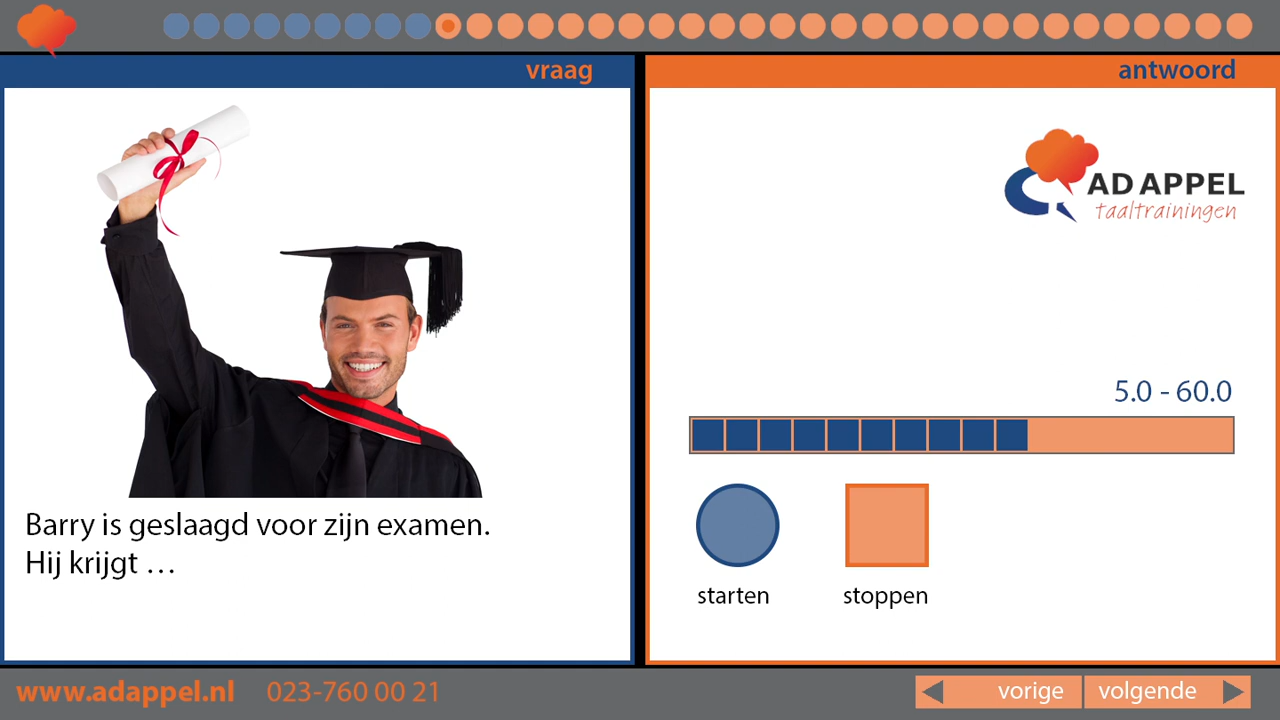 vraag
antwoord
AD APPEL
taaltrainingen
Barry is geslaagd voor zijn examen.
Hij krijgt …
5.0 - 60.0
starten
stoppen
www.adappel.nl 023-760 00 21
vorige volgende